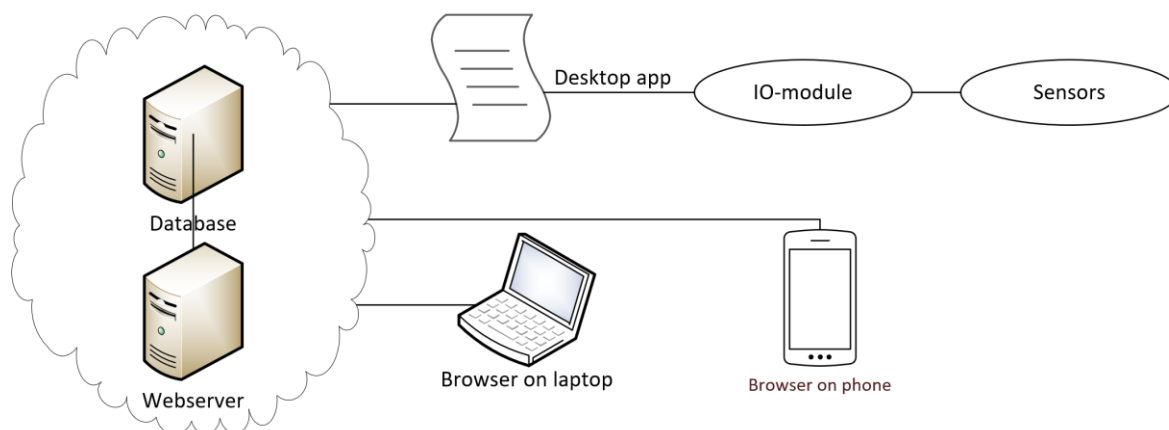 Desktop app
IO-module
Sensors
Database
Webserver
Browser on laptop
Browser on phone